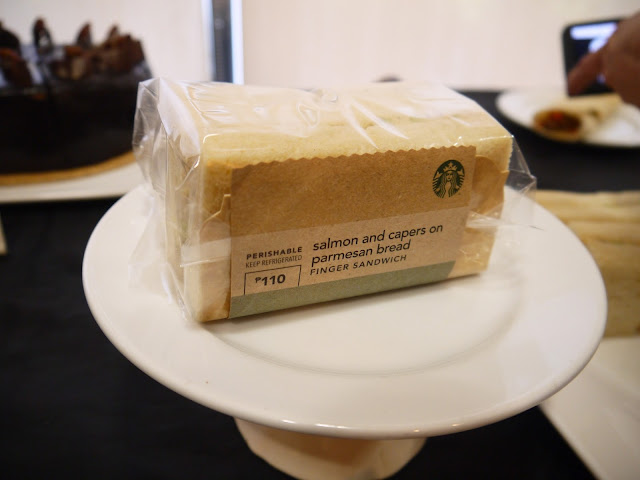 PERISHABLE
KEEP REFRIGERATED
₱110
salmon and capers on
parmesan bread
FINGER SANDWICH